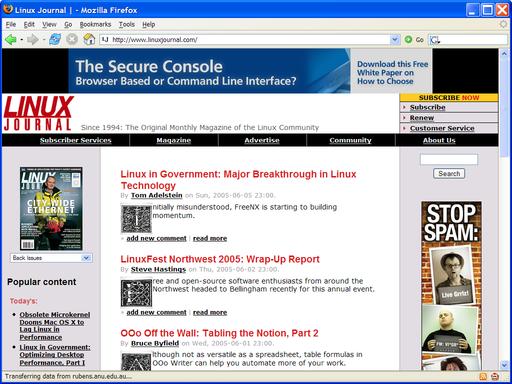 Linux Journal | - Mozilla Firefox
File Edit View Go Bookmarks Tools Help
http://www.linuxjournal.com/
Go
The Secure Console
Browser Based or Command Line Interface?
Download this Free
White Paper on
How to Choose
LINUX
JOURNAL
Since 1994: The Original Monthly Magazine of the Linux Community
SUBSCRIBE NOW
Subscribe
Renew
Customer Service
Subscriber Services Magazine Advertise Community About Us
LINUX
JOURNAL
CITY-WIDE
ETHERNET
Back Issues
Popular content
Today's:
Obsolete Microkernel
Dooms Mac OS X to
Lag Linux in
Performance
Linux in Government:
Optimizing Desktop
Performance, Part I
Linux in Government: Major Breakthrough in Linux
Technology
By Tom Adelstein on Sun, 2005-06-05 23:00.
Initially misunderstood, FreeNX is starting to building
momentum.
» add new comment | read more
LinuxFest Northwest 2005: Wrap-Up Report
By Steve Hastings on Thu, 2005-06-02 23:00.
Free and open-source software enthusiasts from around the
Northwest headed to Bellingham recently for this annual event.
» add new comment | read more
OOo Off the Wall: Tabling the Notion, Part 2
By Bruce Byfield on Wed, 2005-06-01 23:00.
Although not as versatile as a spreadsheet, table formulas in
OOo Writer can help you automate more of your work.
Search
STOP
SPAM:
Live Grrlz!
Transferring data from rubens.anu.edu.au...